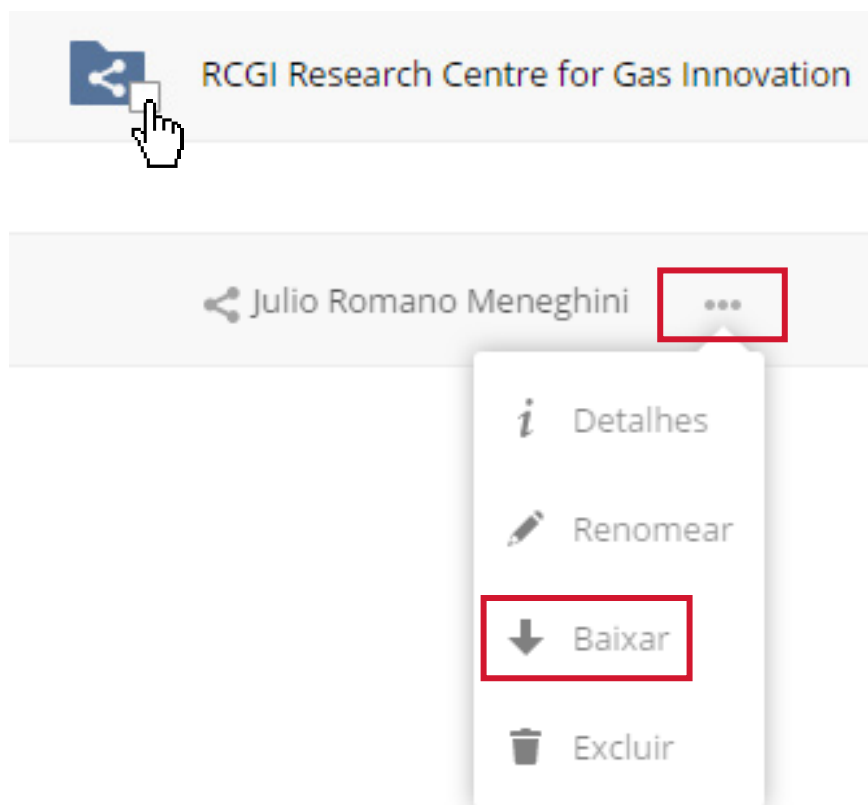 RCGI Research Centre for Gas Innovation
Julio Romano Meneghini
Detalhes
Renomear
Baixar
Excluir